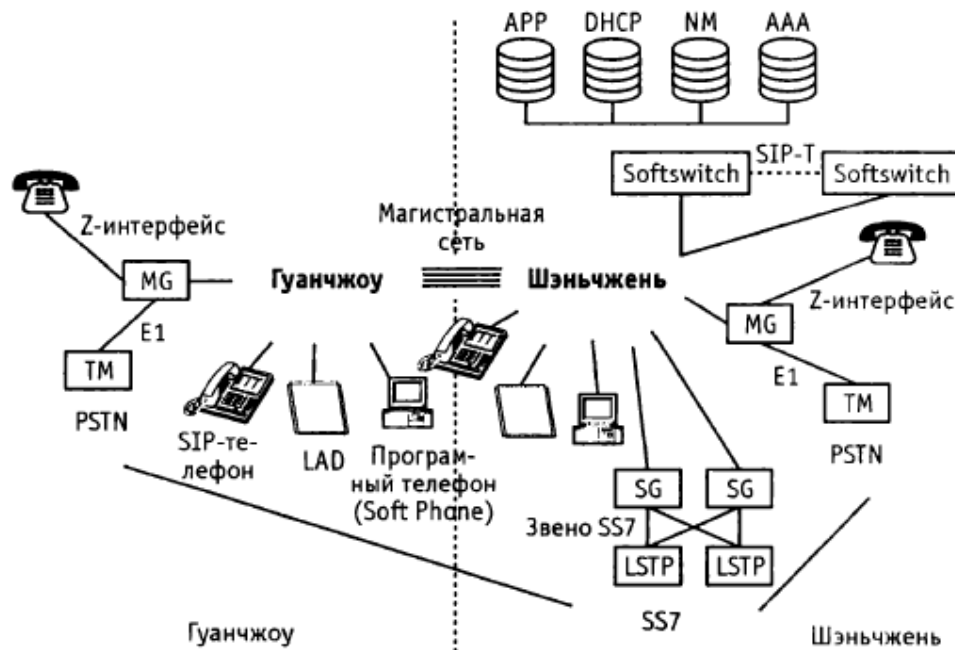 APP DHCP NM AAA
SIP-T
Softswitch Softswitch
Z-интерфейс
Магистральная
сеть
MG
Гуанчжоу
Шэньчжень
Z-интерфейс
MG
E1
TM
PSTN
E1
TM
PSTN
SIP-те-
лефон
LAD
Програм-
ный телефон
(Soft Phone)
SG SG
Звено SS7
LSTP LSTP
SS7
Гуанчжоу
Шэньчжень